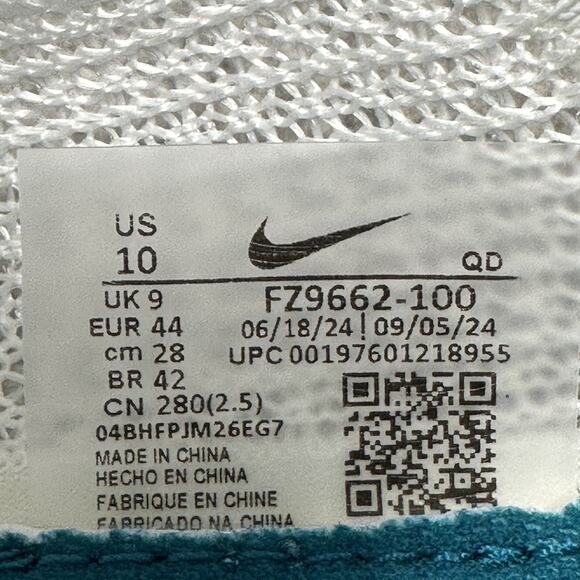 US
10
QD
UK 9
FZ9662-100
EUR 44
06/18/24 | 09/05/24
cm 28
UPC 00197601218955
BR 42
CN 280(2.5)
04BHFPJM26EG7
MADE IN CHINA
HECHO EN CHINA
FABRIQUE EN CHINE
FABRICADO NA CHINA